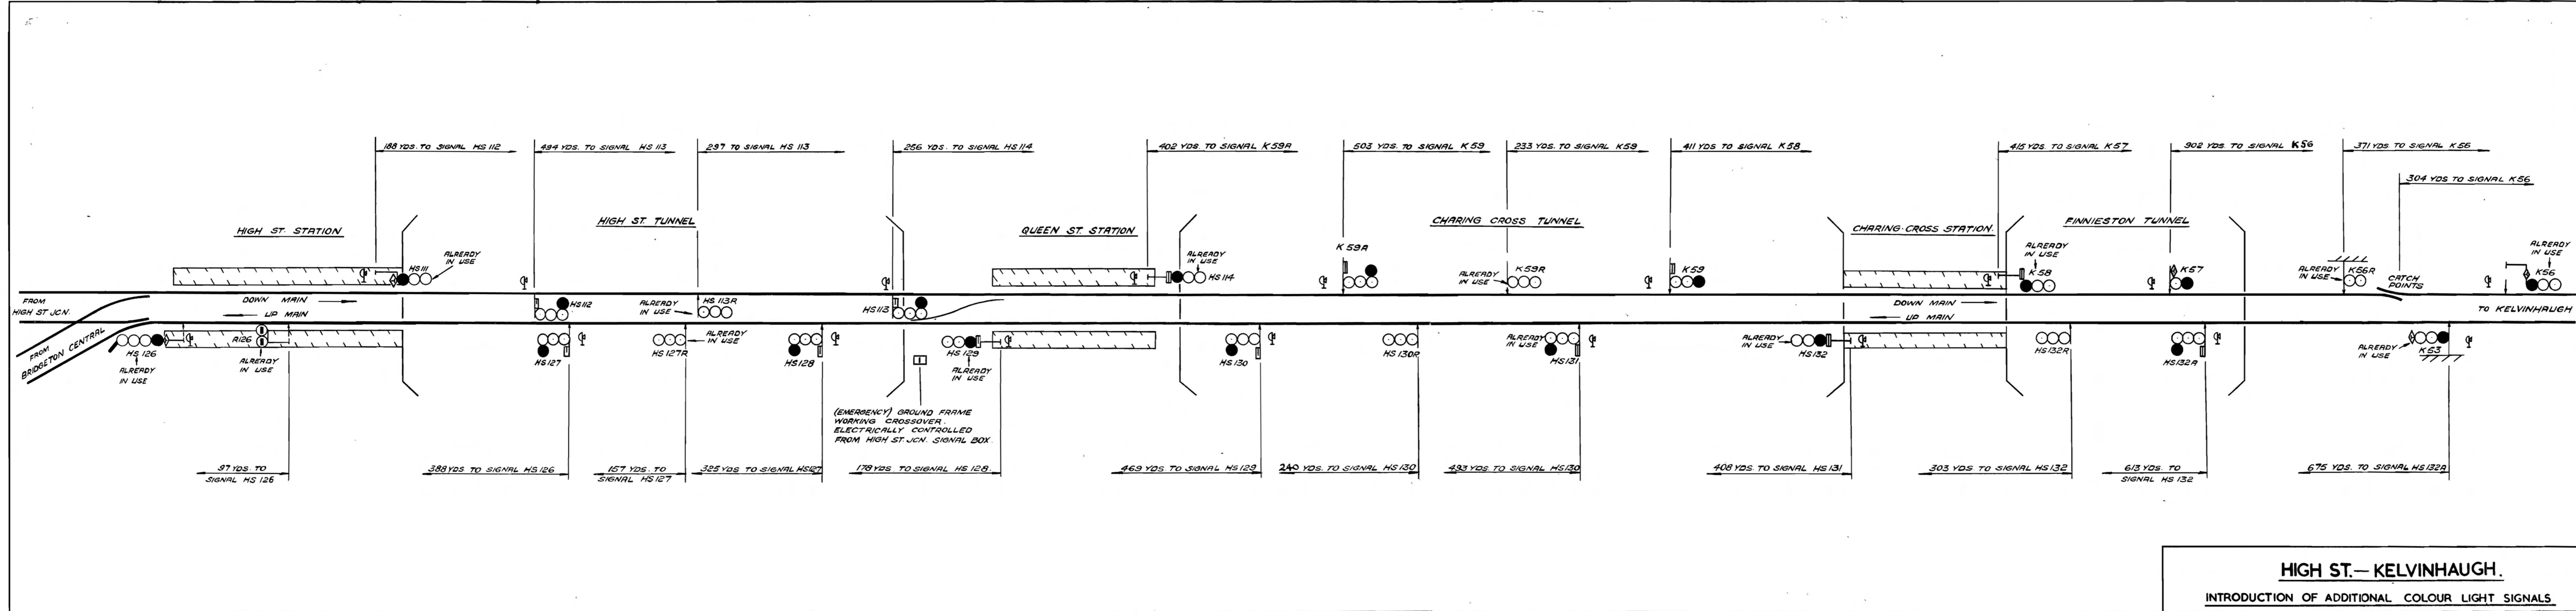 188 YDS. TO SIGNAL HS 112
494 YDS. TO SIGNAL HS 113
297 TO SIGNAL HS 113
256 YDS. TO SIGNAL HS 114
402 YDS. TO SIGNAL K59A
503 YDS. TO SIGNAL K59
233 YDS. TO SIGNAL K59
411 YDS TO SIGNAL K58
415 YDS. TO SIGNAL K57
902 YDS. TO SIGNAL K56
371 YDS TO SIGNAL K56
304 YDS TO SIGNAL K56
HIGH ST. STATION
HIGH ST. TUNNEL
QUEEN ST. STATION
CHARING CROSS TUNNEL
CHARING CROSS STATION.
FINNIESTON TUNNEL
HS111
ALREADY
IN USE
ALREADY
IN USE
HS 114
K 59A
ALREADY
IN USE
K59R
K59
ALREADY
IN USE
K 58
K57
ALREADY
IN USE
K56R
CATCH
POINTS
ALREADY
IN USE
K56
FROM
HIGH ST JCN.
DOWN MAIN
UP MAIN
HS112
ALREADY
IN USE
HS 113R
HS113
DOWN MAIN
UP MAIN
TO KELVINHAUGH
FROM
BRIDGETON CENTRAL
HS 126
ALREADY
IN USE
R126
ALREADY
IN USE
HS127
HS127R
ALREADY
IN USE
HS128
HS 129
ALREADY
IN USE
HS130
HS130R
ALREADY
IN USE
HS131
ALREADY
IN USE
HS132
HS132R
HS132A
ALREADY
IN USE
K53
(EMERGENCY) GROUND FRAME
WORKING CROSSOVER.
ELECTRICALLY CONTROLLED
FROM HIGH ST. JCN. SIGNAL BOX.
97 YDS. TO
SIGNAL HS 126
388 YDS TO SIGNAL HS 126
157 YDS. TO
SIGNAL HS 127
325 YDS TO SIGNAL HS127
178 YDS. TO SIGNAL HS 128.
469 YDS TO SIGNAL HS 129
240 YDS. TO SIGNAL HS 130
493 YDS. TO SIGNAL HS130
408 YDS. TO SIGNAL HS 131
303 YDS. TO SIGNAL HS 132
613 YDS. TO
SIGNAL HS 132
675 YDS. TO SIGNAL HS132A
HIGH ST. — KELVINHAUGH.
INTRODUCTION OF ADDITIONAL COLOUR LIGHT SIGNALS